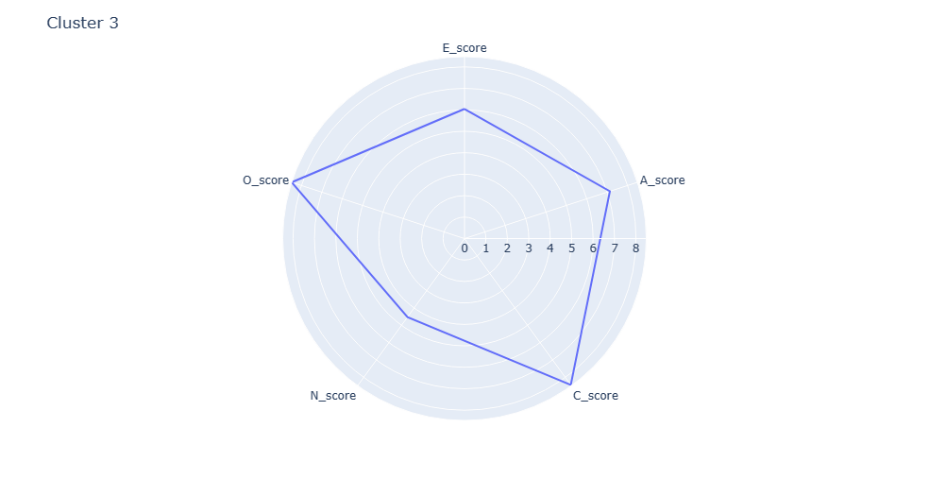 Cluster 3
E_score
O_score
A_score
0 1 2 3 4 5 6 7 8
N_score
C_score